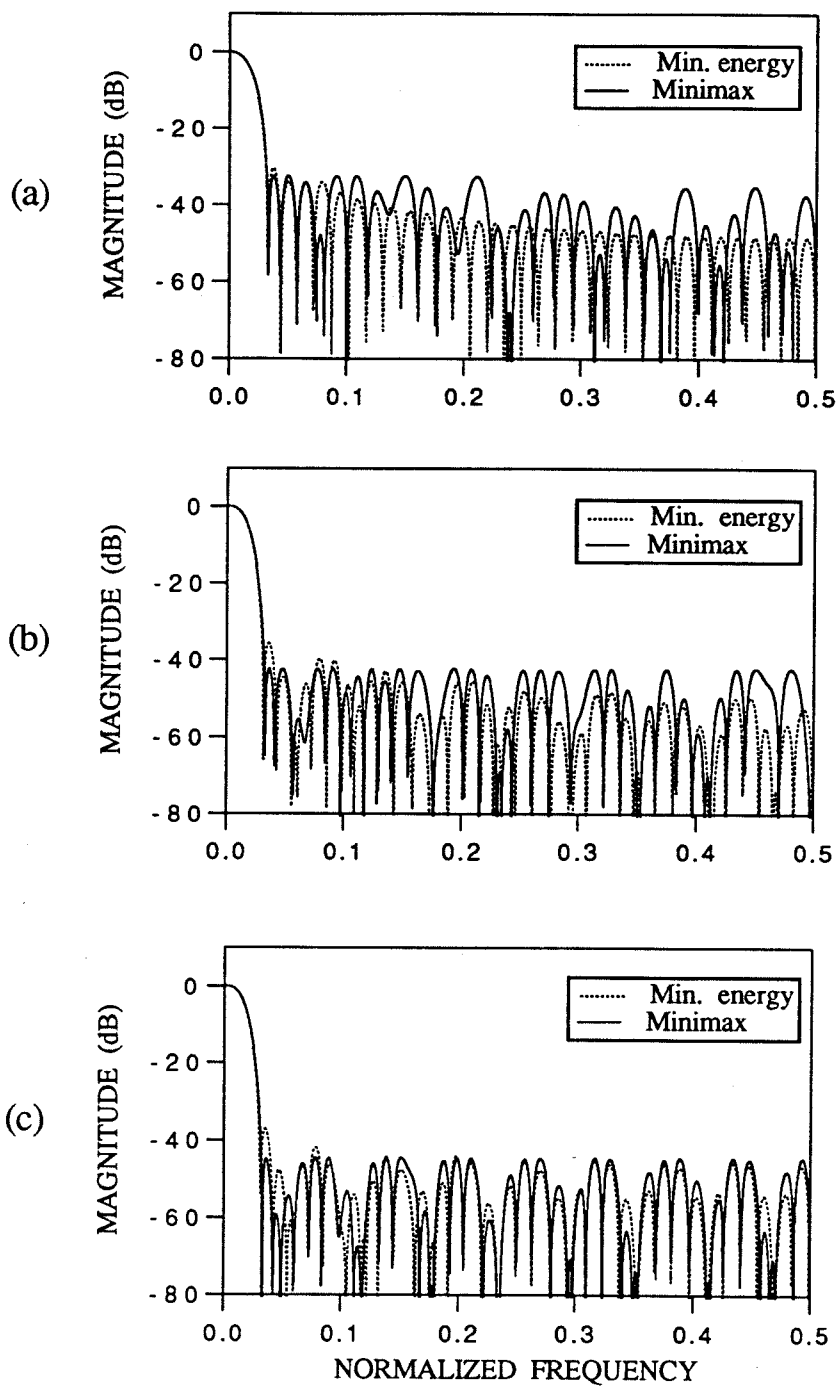 (a)
MAGNITUDE (dB)
0
-20
-40
-60
-80
Min. energy
Minimax
0.0 0.1 0.2 0.3 0.4 0.5
(b)
MAGNITUDE (dB)
0
-20
-40
-60
-80
Min. energy
Minimax
0.0 0.1 0.2 0.3 0.4 0.5
(c)
MAGNITUDE (dB)
0
-20
-40
-60
-80
Min. energy
Minimax
0.0 0.1 0.2 0.3 0.4 0.5
NORMALIZED FREQUENCY